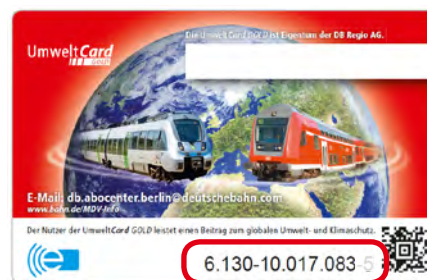 Die UmweltCard GOLD ist Eigentum der DB Regio AG.
UmweltCard
GOLD
E-Mail: db.abocenter.berlin@deutschebahn.com
www.bahn.de/MDV-Info
Der Nutzer der UmweltCard GOLD leistet einen Beitrag zum globalen Umwelt- und Klimaschutz.
6.130-10.017.083-5